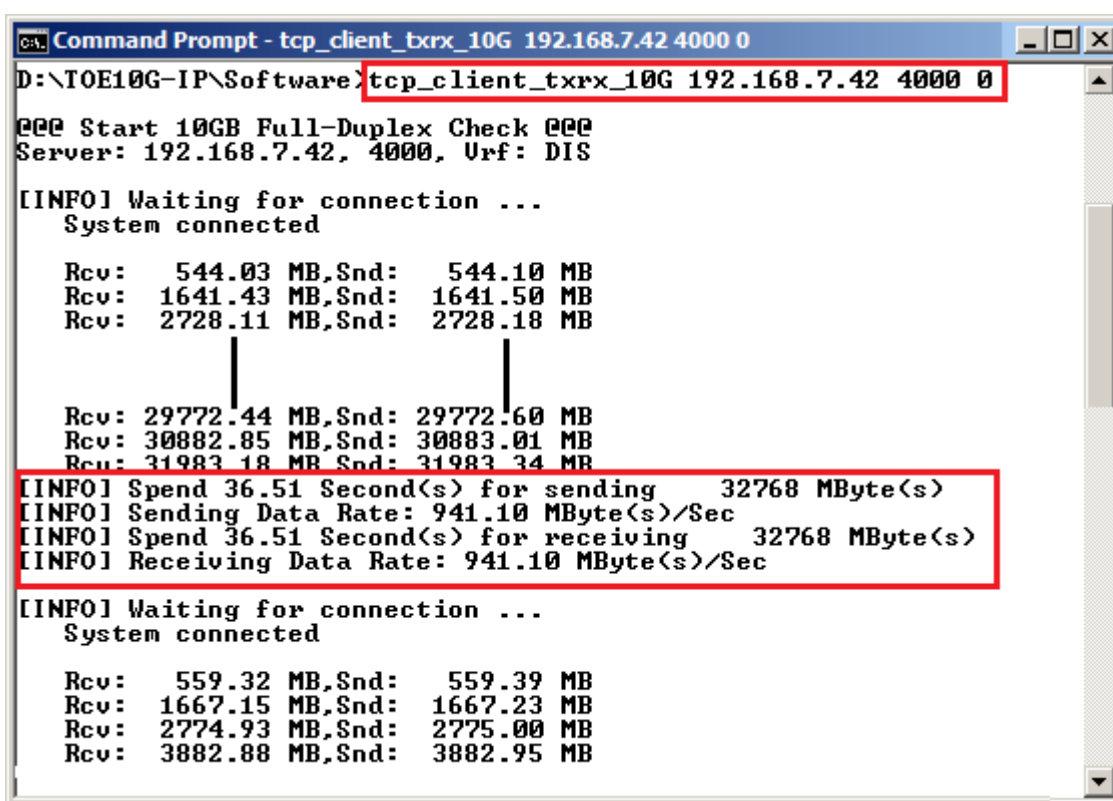 Command Prompt - tcp_client_txrx_10G 192.168.7.42 4000 0
D:\TOE10G-IP\Software>tcp_client_txrx_10G 192.168.7.42 4000 0
@@@ Start 10GB Full-Duplex Check @@@
Server: 192.168.7.42, 4000, Vrf: DIS
[INFO] Waiting for connection ...
System connected
Rcv: 544.03 MB,Snd: 544.10 MB
Rcv: 1641.43 MB,Snd: 1641.50 MB
Rcv: 2728.11 MB,Snd: 2728.18 MB
Rcv: 29772.44 MB,Snd: 29772.60 MB
Rcv: 30882.85 MB,Snd: 30883.01 MB
Rcv: 31983.18 MB,Snd: 31983.34 MB
[INFO] Spend 36.51 Second(s) for sending 32768 MByte(s)
[INFO] Sending Data Rate: 941.10 MByte(s)/Sec
[INFO] Spend 36.51 Second(s) for receiving 32768 MByte(s)
[INFO] Receiving Data Rate: 941.10 MByte(s)/Sec
[INFO] Waiting for connection ...
System connected
Rcv: 559.32 MB,Snd: 559.39 MB
Rcv: 1667.15 MB,Snd: 1667.23 MB
Rcv: 2774.93 MB,Snd: 2775.00 MB
Rcv: 3882.88 MB,Snd: 3882.95 MB